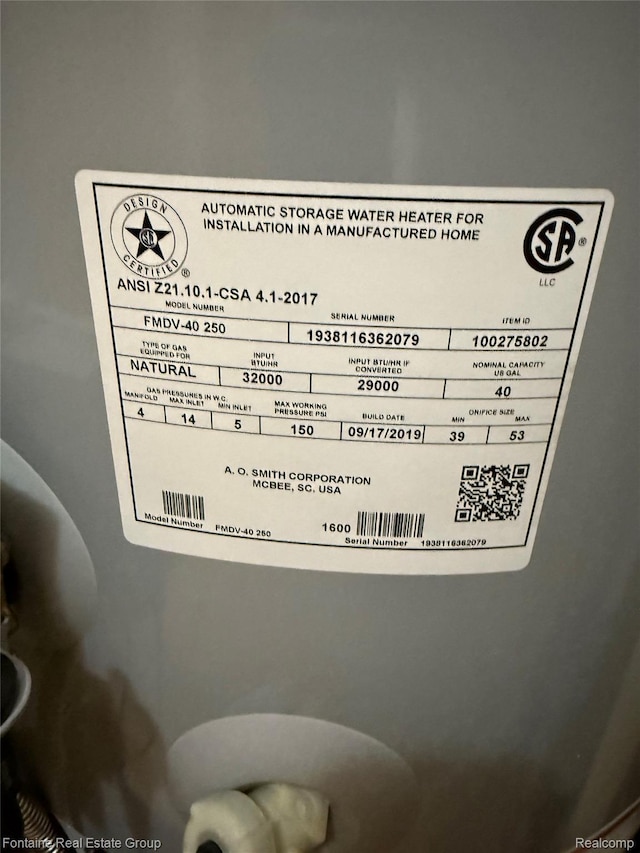 DESIGN
CSA
CERTIFIED
®
AUTOMATIC STORAGE WATER HEATER FOR
INSTALLATION IN A MANUFACTURED HOME
SA
®
LLC
ANSI Z21.10.1-CSA 4.1-2017
MODEL NUMBER SERIAL NUMBER ITEM ID
FMDV-40 250 1938116362079 100275802
TYPE OF GAS
EQUIPPED FOR
INPUT
BTU/HR
INPUT BTU/HR IF
CONVERTED
NOMINAL CAPACITY
US GAL
NATURAL 32000 29000 40
GAS PRESSURES IN W.C.
MANIFOLD MAX INLET MIN INLET
MAX WORKING
PRESSURE PSI
BUILD DATE
ORIFICE SIZE
MIN MAX
4 14 5 150 09/17/2019 39 53
A. O. SMITH CORPORATION
MCBEE, SC. USA
Model Number FMDV-40 250
1600
Serial Number 1938116362079
Fontaine Real Estate Group
Realcomp